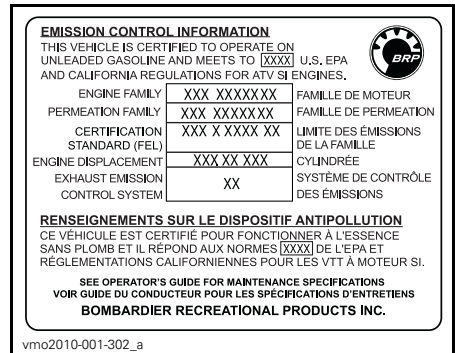 EMISSION CONTROL INFORMATION
THIS VEHICLE IS CERTIFIED TO OPERATE ON
UNLEADED GASOLINE AND MEETS TO XXXX U.S. EPA
AND CALIFORNIA REGULATIONS FOR ATV SI ENGINES.
BRP
ENGINE FAMILY XXX XXXXXXX FAMILLE DE MOTEUR
PERMEATION FAMILY XXX XXXXXXX FAMILLE DE PERMEATION
CERTIFICATION XXX X XXXX XX LIMITE DES ÉMISSIONS
STANDARD (FEL) DE LA FAMILLE
ENGINE DISPLACEMENT XXX XX XXX CYLINDRÉE
EXHAUST EMISSION XX SYSTÈME DE CONTRÔLE
CONTROL SYSTEM DES ÉMISSIONS
RENSEIGNEMENTS SUR LE DISPOSITIF ANTIPOLLUTION
CE VÉHICULE EST CERTIFIÉ POUR FONCTIONNER À L'ESSENCE
SANS PLOMB ET IL RÉPOND AUX NORMES XXXX DE L'EPA ET
RÉGLEMENTATIONS CALIFORNIENNES POUR LES VTT À MOTEUR SI.
SEE OPERATOR'S GUIDE FOR MAINTENANCE SPECIFICATIONS
VOIR GUIDE DU CONDUCTEUR POUR LES SPÉCIFICATIONS D'ENTRETIENS
BOMBARDIER RECREATIONAL PRODUCTS INC.
vmo2010-001-302_a